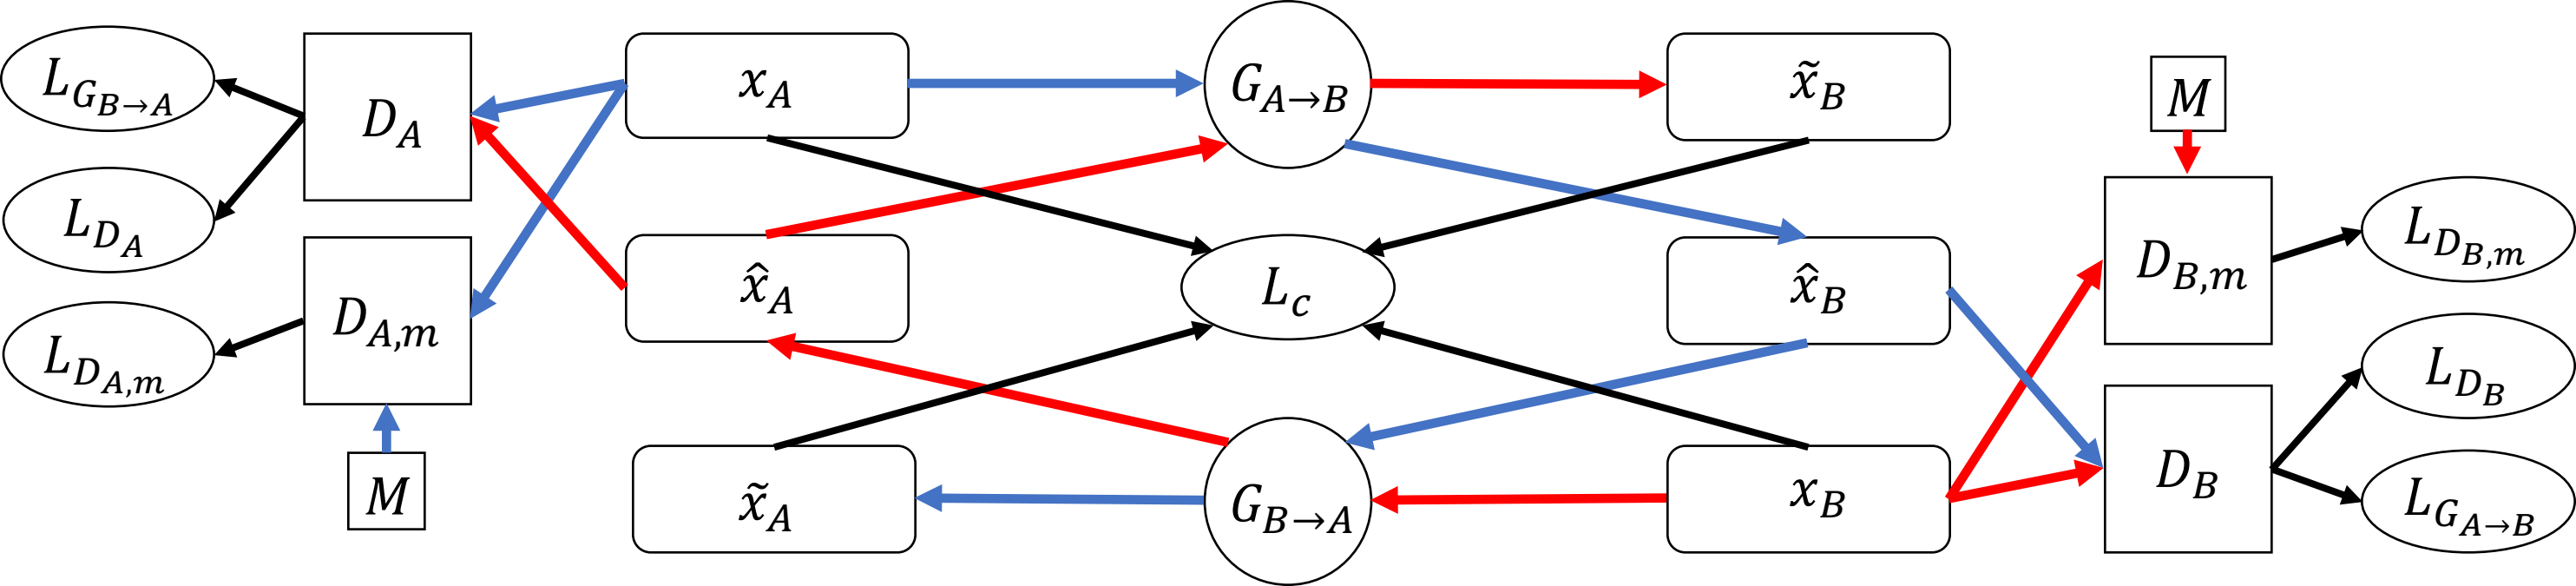 L_{G_{B→A}}
D_A
x_A
G_{A→B}
x̃_B
M
L_{D_A}
D_{B,m}
L_{D_{B,m}}
x̂_A
L_c
x̂_B
D_{A,m}
L_{D_{A,m}}
L_{D_B}
M
x̃_A
G_{B→A}
x_B
D_B
L_{G_{A→B}}